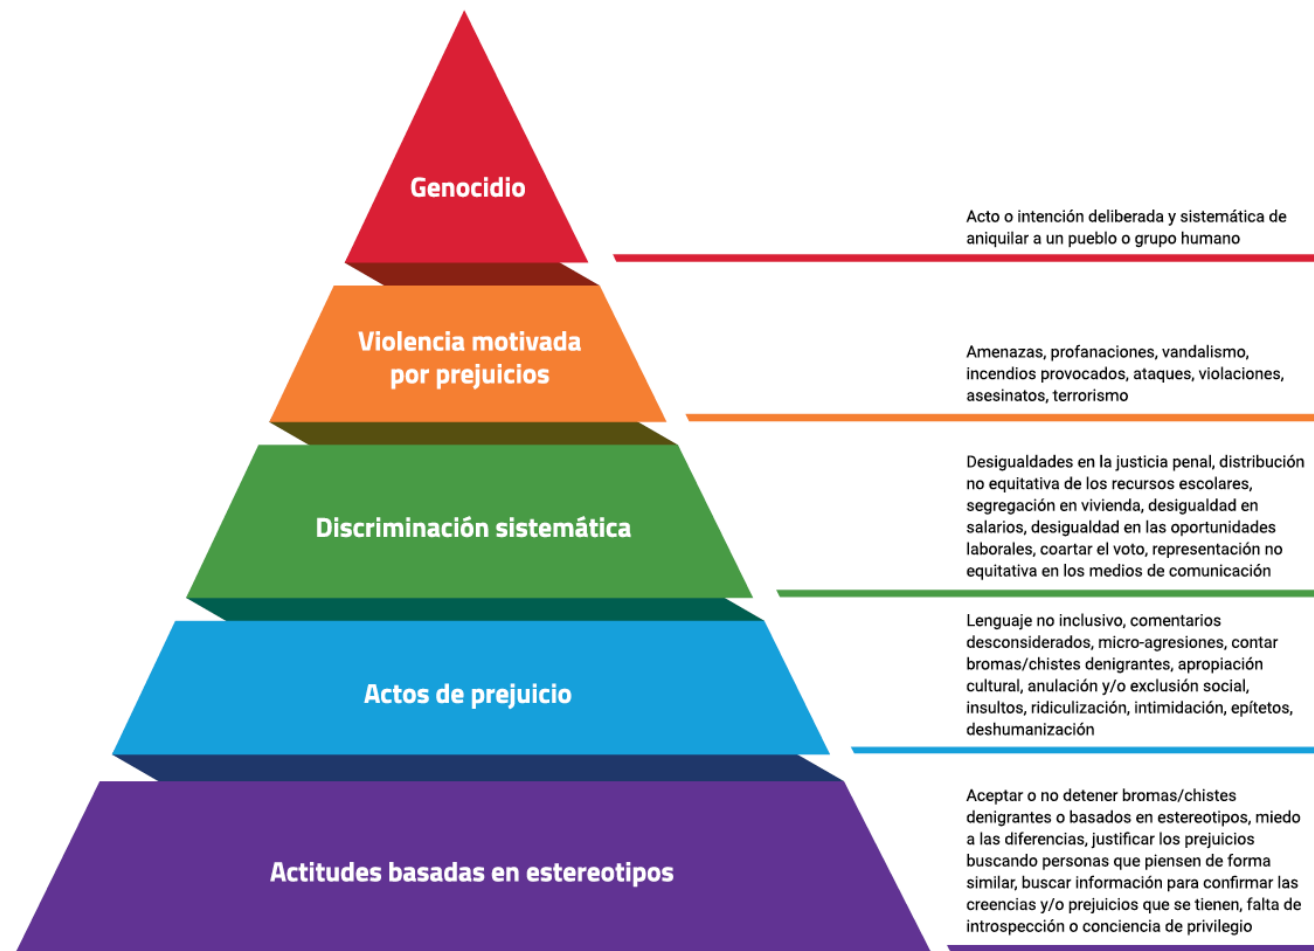 Genocidio
Acto o intención deliberada y sistemática de
aniquilar a un pueblo o grupo humano
Violencia motivada
por prejuicios
Amenazas, profanaciones, vandalismo,
incendios provocados, ataques, violaciones,
asesinatos, terrorismo
Discriminación sistemática
Desigualdades en la justicia penal, distribución
no equitativa de los recursos escolares,
segregación en vivienda, desigualdad en
salarios, desigualdad en las oportunidades
laborales, coartar el voto, representación no
equitativa en los medios de comunicación
Actos de prejuicio
Lenguaje no inclusivo, comentarios
desconsiderados, micro-agresiones, contar
bromas/chistes denigrantes, apropiación
cultural, anulación y/o exclusión social,
insultos, ridiculización, intimidación, epítetos,
deshumanización
Actitudes basadas en estereotipos
Aceptar o no detener bromas/chistes
denigrantes o basados en estereotipos, miedo
a las diferencias, justificar los prejuicios
buscando personas que piensen de forma
similar, buscar información para confirmar las
creencias y/o prejuicios que se tienen, falta de
introspección o conciencia de privilegio